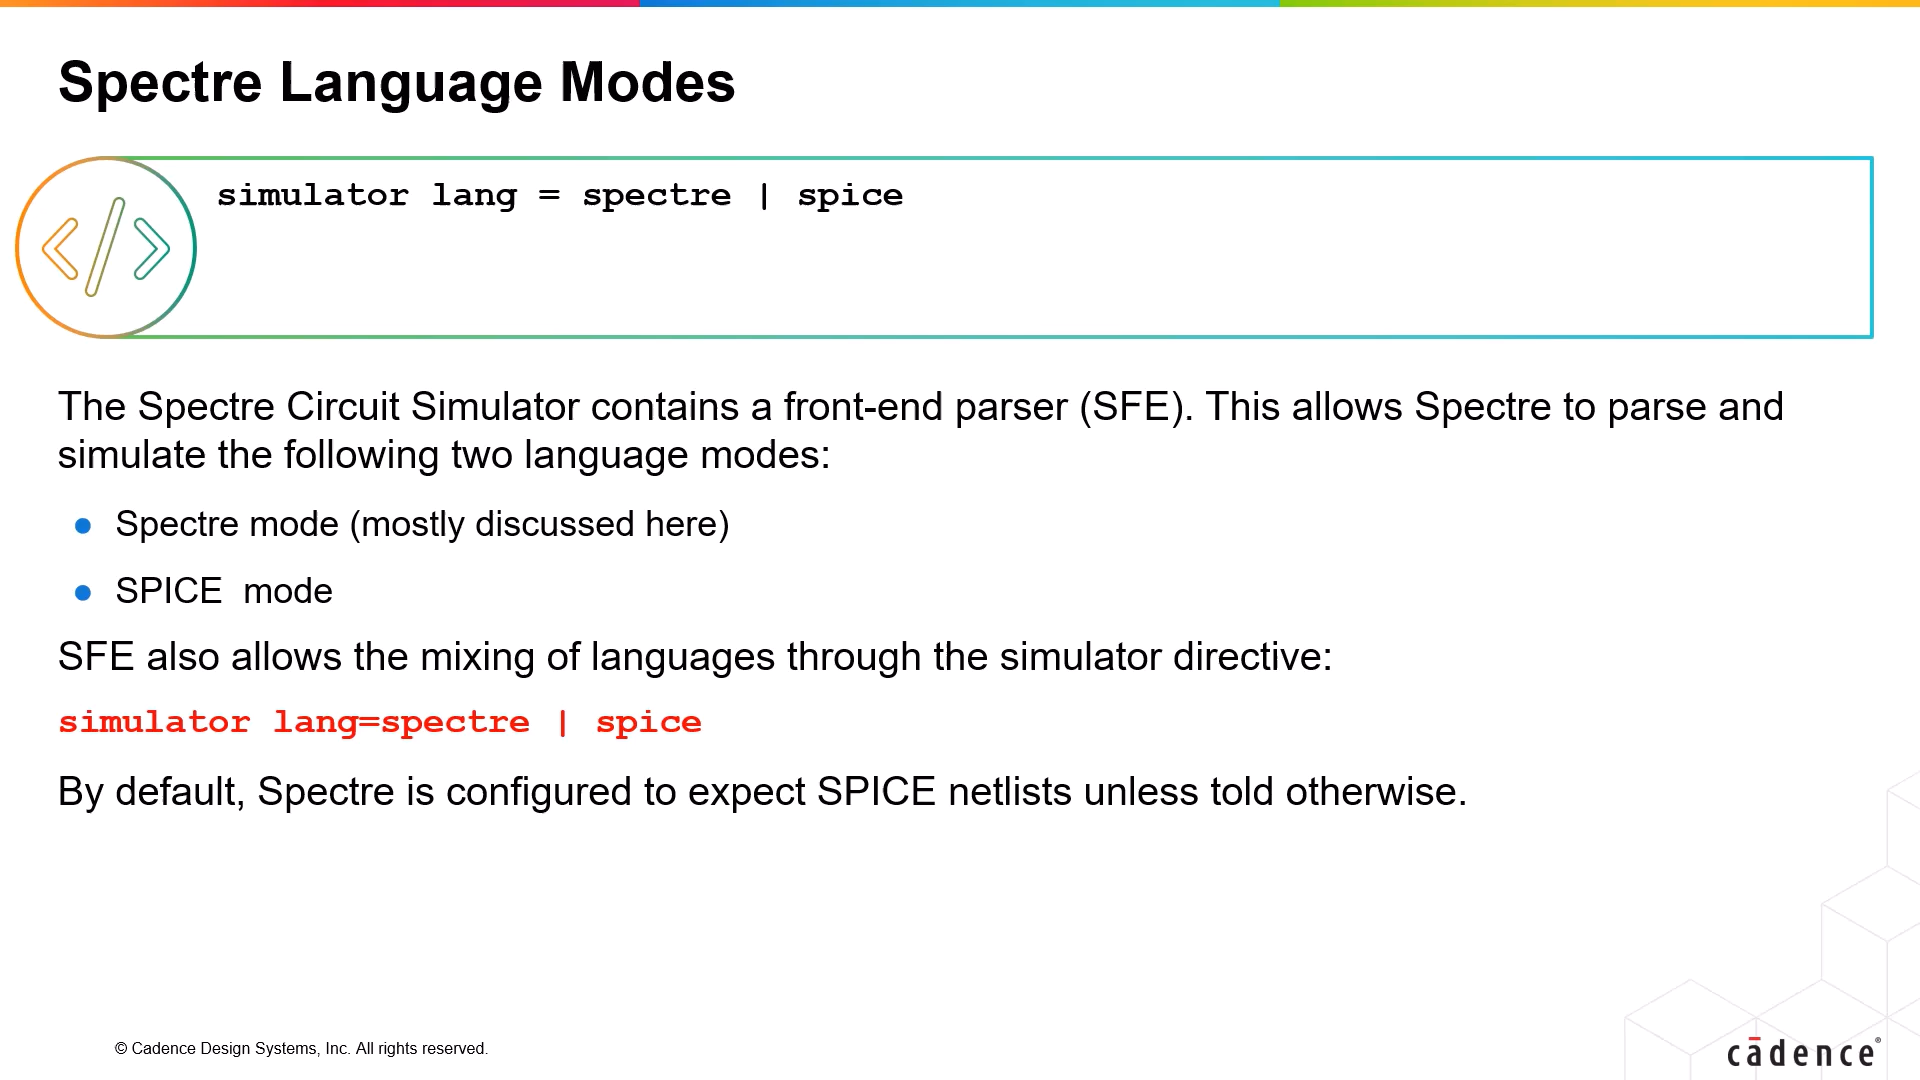 Spectre Language Modes
simulator lang = spectre | spice
The Spectre Circuit Simulator contains a front-end parser (SFE). This allows Spectre to parse and
simulate the following two language modes:
● Spectre mode (mostly discussed here)
● SPICE  mode
SFE also allows the mixing of languages through the simulator directive:
simulator lang=spectre | spice
By default, Spectre is configured to expect SPICE netlists unless told otherwise.
© Cadence Design Systems, Inc. All rights reserved.
cādence®